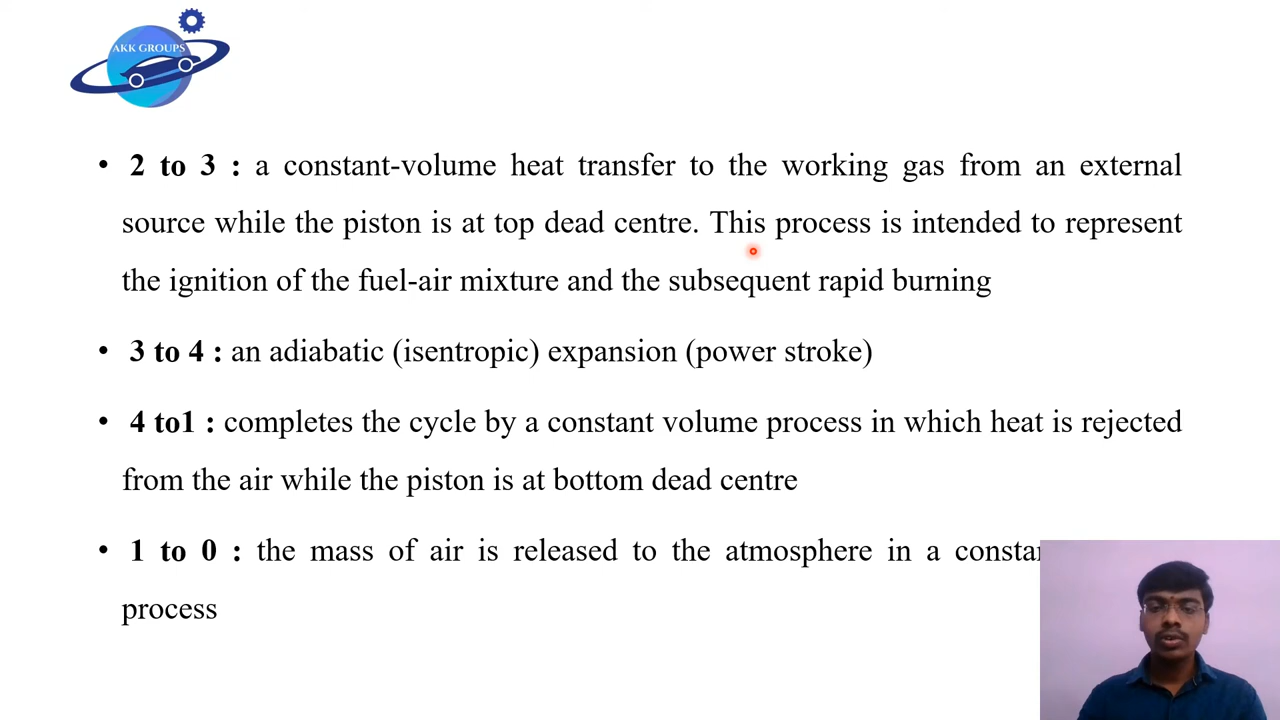 AKK GROUPS
• 2 to 3 : a constant-volume heat transfer to the working gas from an external
source while the piston is at top dead centre. This process is intended to represent
the ignition of the fuel-air mixture and the subsequent rapid burning
• 3 to 4 : an adiabatic (isentropic) expansion (power stroke)
• 4 to1 : completes the cycle by a constant volume process in which heat is rejected
from the air while the piston is at bottom dead centre
• 1 to 0 : the mass of air is released to the atmosphere in a
process